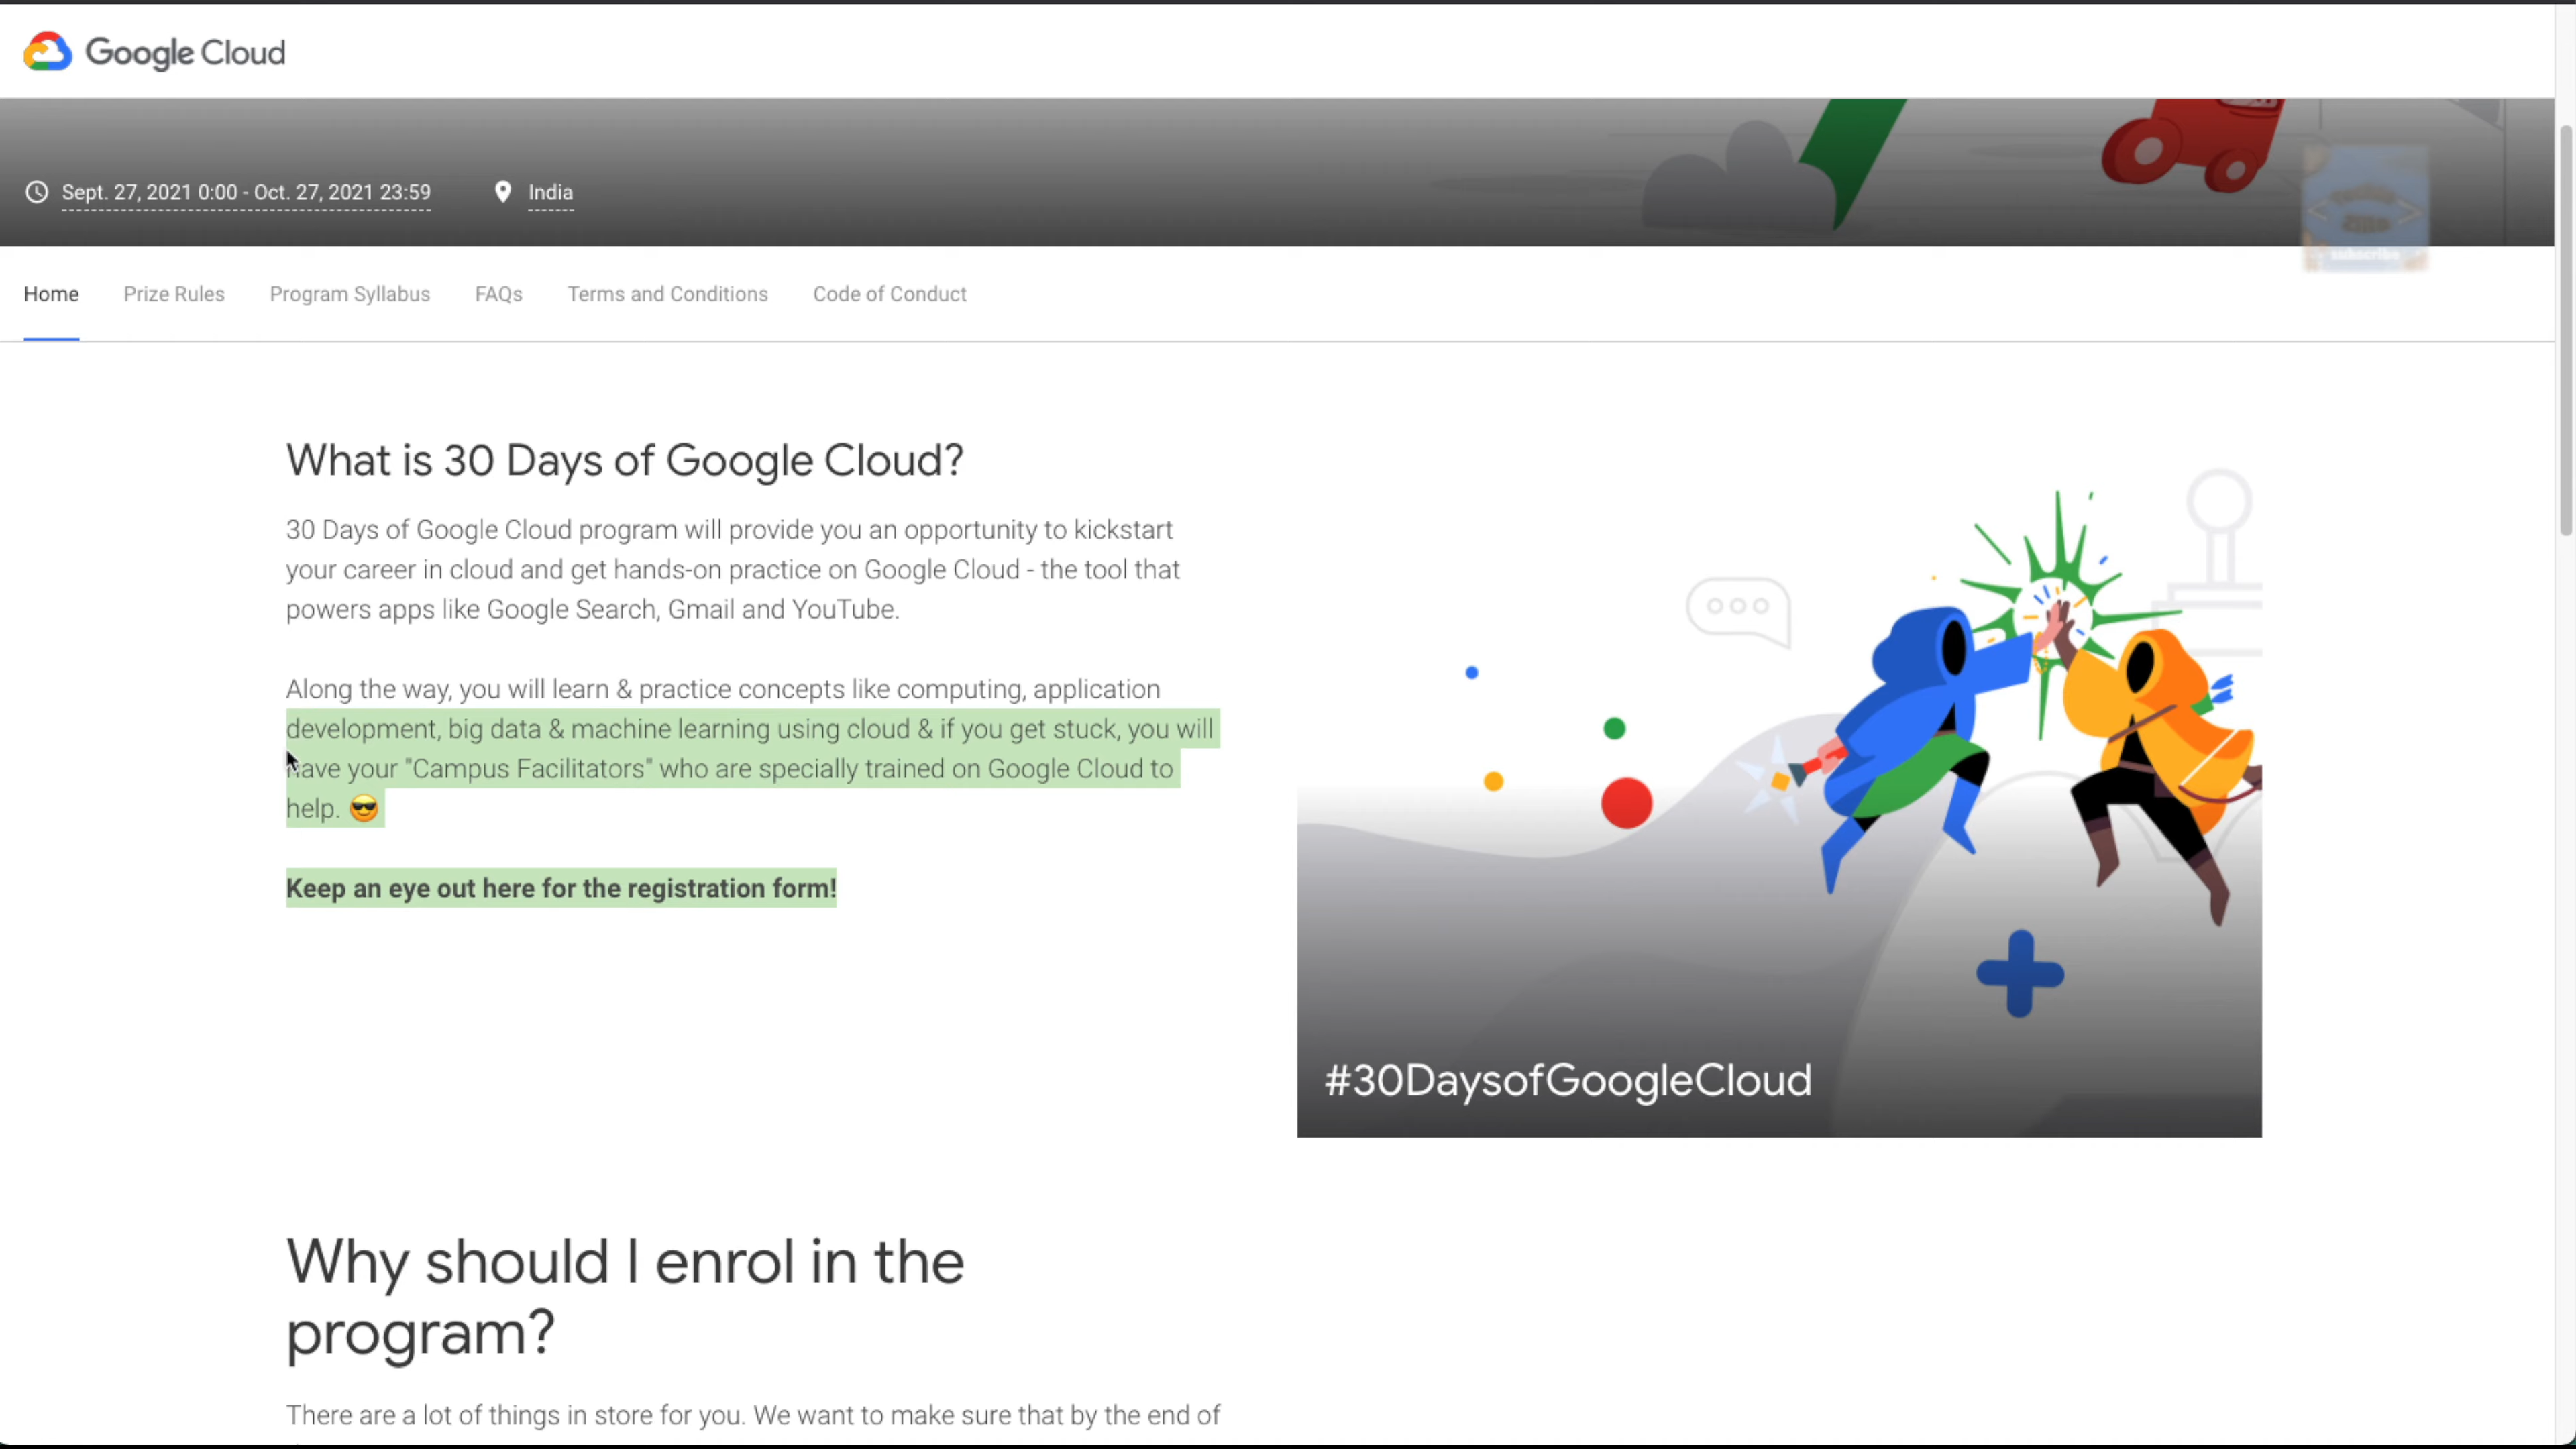 Google Cloud
Sept. 27, 2021 0:00 - Oct. 27, 2021 23:59
India
Home
Prize Rules
Program Syllabus
FAQs
Terms and Conditions
Code of Conduct
What is 30 Days of Google Cloud?
30 Days of Google Cloud program will provide you an opportunity to kickstart
your career in cloud and get hands-on practice on Google Cloud - the tool that
powers apps like Google Search, Gmail and YouTube.
Along the way, you will learn & practice concepts like computing, application
development, big data & machine learning using cloud & if you get stuck, you will
have your "Campus Facilitators" who are specially trained on Google Cloud to
help. 😎
Keep an eye out here for the registration form!
#30DaysofGoogleCloud
Why should I enrol in the
program?
There are a lot of things in store for you. We want to make sure that by the end of